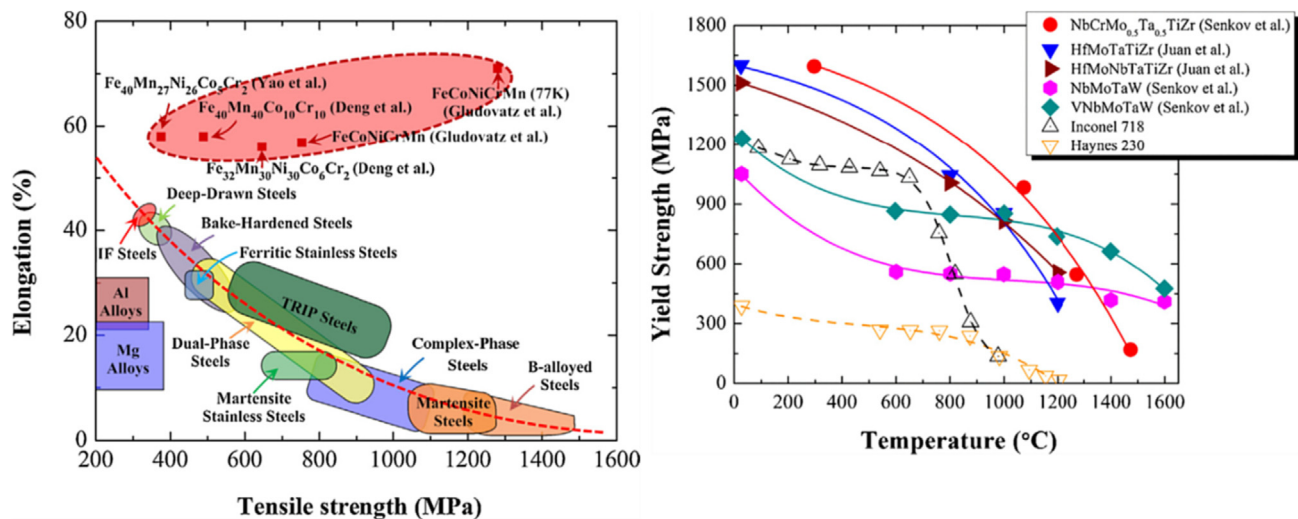 80
60
40
20
0
Elongation (%)
Fe40Mn27Ni26Co5Cr2 (Yao et al.)
Fe40Mn40Co10Cr10 (Deng et al.)
FeCoNiCrMn (77K)
(Gludovatz et al.)
FeCoNiCrMn (Gludovatz et al.)
Fe32Mn30Ni30Co6Cr2 (Deng et al.)
Deep-Drawn Steels
Bake-Hardened Steels
IF Steels
Ferritic Stainless Steels
Al
Alloys
TRIP Steels
Mg
Alloys
Dual-Phase
Steels
Complex-Phase
Steels
B-alloyed
Steels
Martensite
Stainless Steels
Martensite
Steels
200 400 600 800 1000 1200 1400 1600
Tensile strength (MPa)
1800
1500
1200
900
600
300
0
Yield Strength (MPa)
NbCrMo0.5Ta0.5TiZr (Senkov et al.)
HfMoTaTiZr (Juan et al.)
HfMoNbTaTiZr (Juan et al.)
NbMoTaW (Senkov et al.)
VNbMoTaW (Senkov et al.)
Inconel 718
Haynes 230
0 200 400 600 800 1000 1200 1400 1600
Temperature (°C)